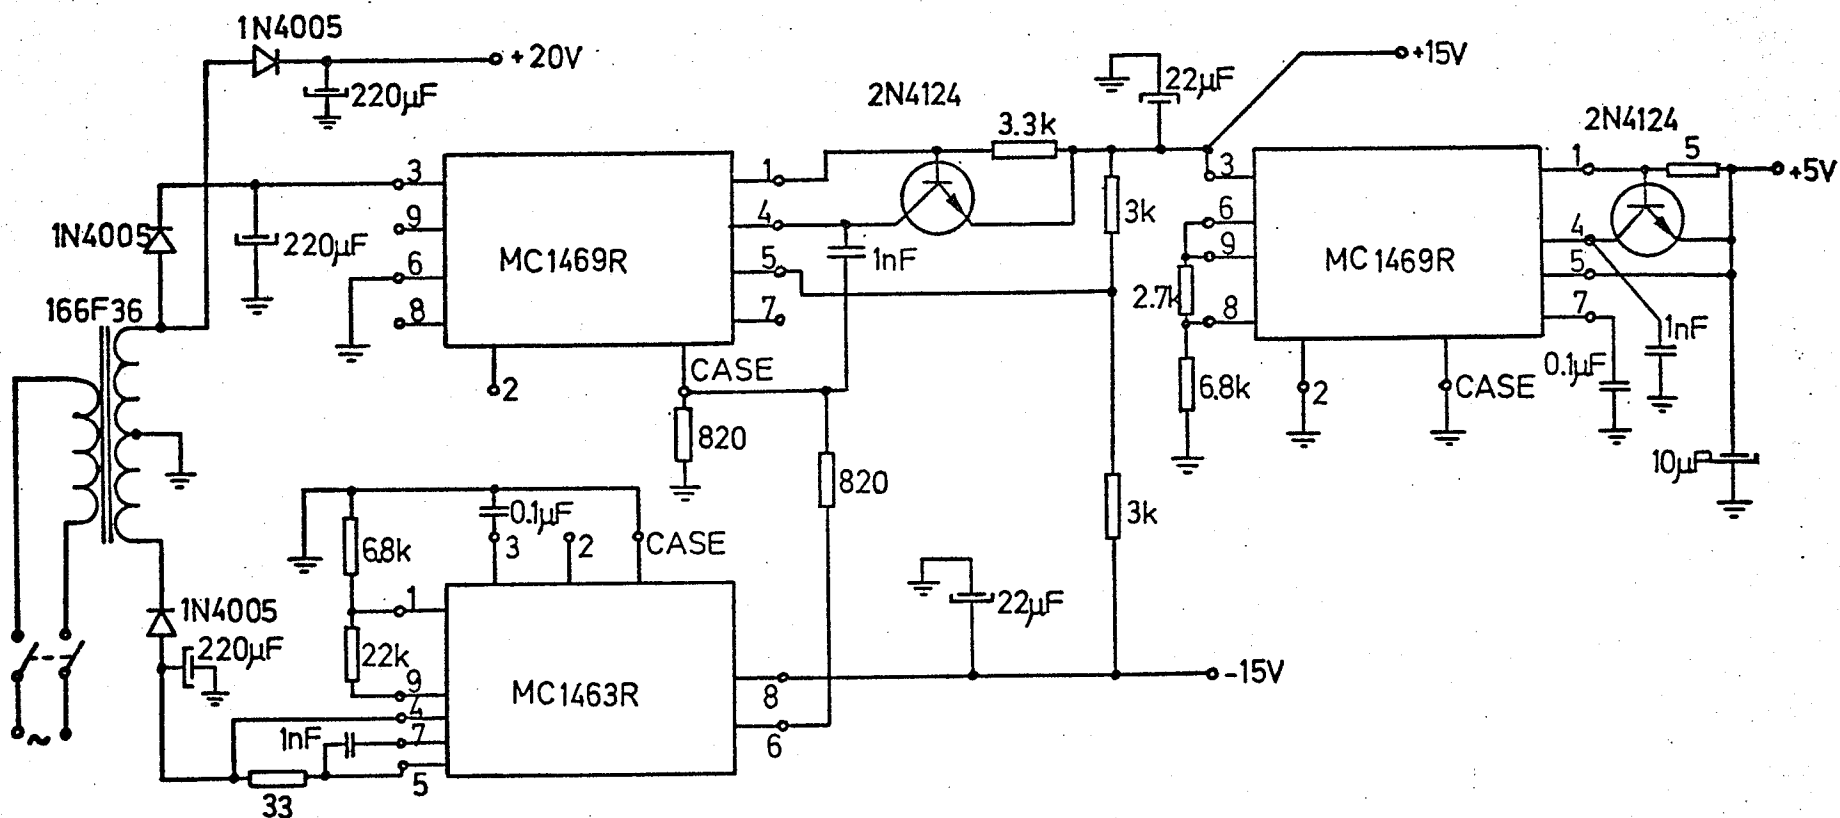 1N4005
+20V
220µF
2N4124
3.3k
22µF
+15V
2N4124
5
+5V
3
9
6
8
MC1469R
1
4
5
7
2
CASE
1N4005
220µF
1nF
3k
3
6
9
8
MC1469R
1
4
5
7
2
CASE
2.7k
6.8k
1nF
0.1µF
10µF
166F36
820
820
3k
0.1µF
3
2
CASE
68k
1
22k
9
4
7
5
MC1463R
8
6
22µF
-15V
1N4005
220µF
1nF
33
~